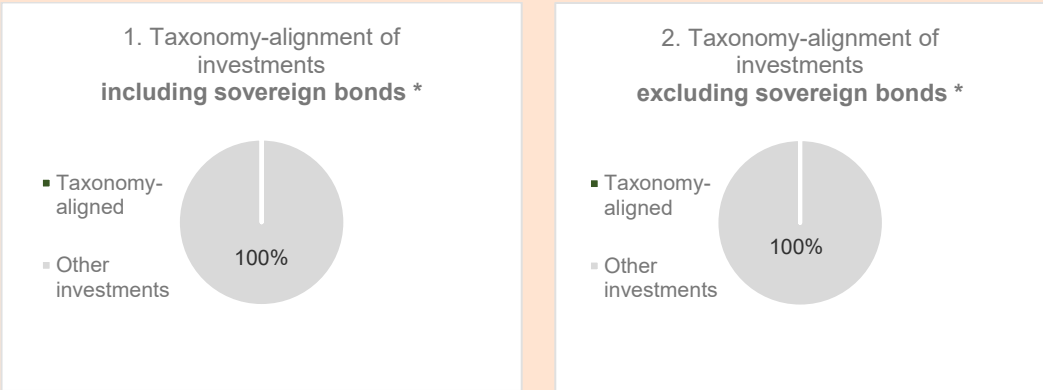 1. Taxonomy-alignment of
investments
including sovereign bonds *
Taxonomy-
aligned
Other
investments
100%
2. Taxonomy-alignment of
investments
excluding sovereign bonds *
Taxonomy-
aligned
Other
investments
100%